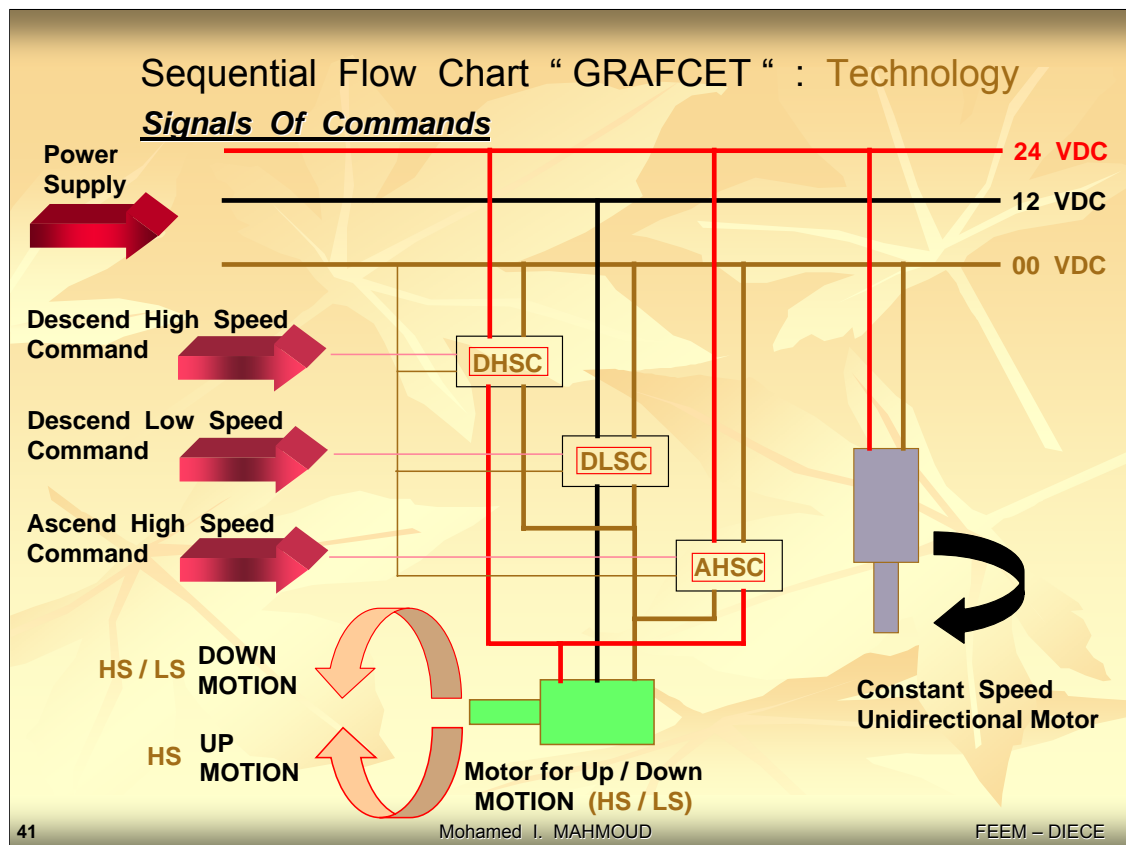 Sequential Flow Chart “ GRAFCET “ : Technology
Signals Of Commands
Power
Supply
24 VDC
12 VDC
00 VDC
Descend High Speed
Command
DHSC
Descend Low Speed
Command
DLSC
Ascend High Speed
Command
AHSC
HS / LS
DOWN
MOTION
HS
UP
MOTION
Motor for Up / Down
MOTION (HS / LS)
Constant Speed
Unidirectional Motor
41
Mohamed I. MAHMOUD
FEEM – DIECE